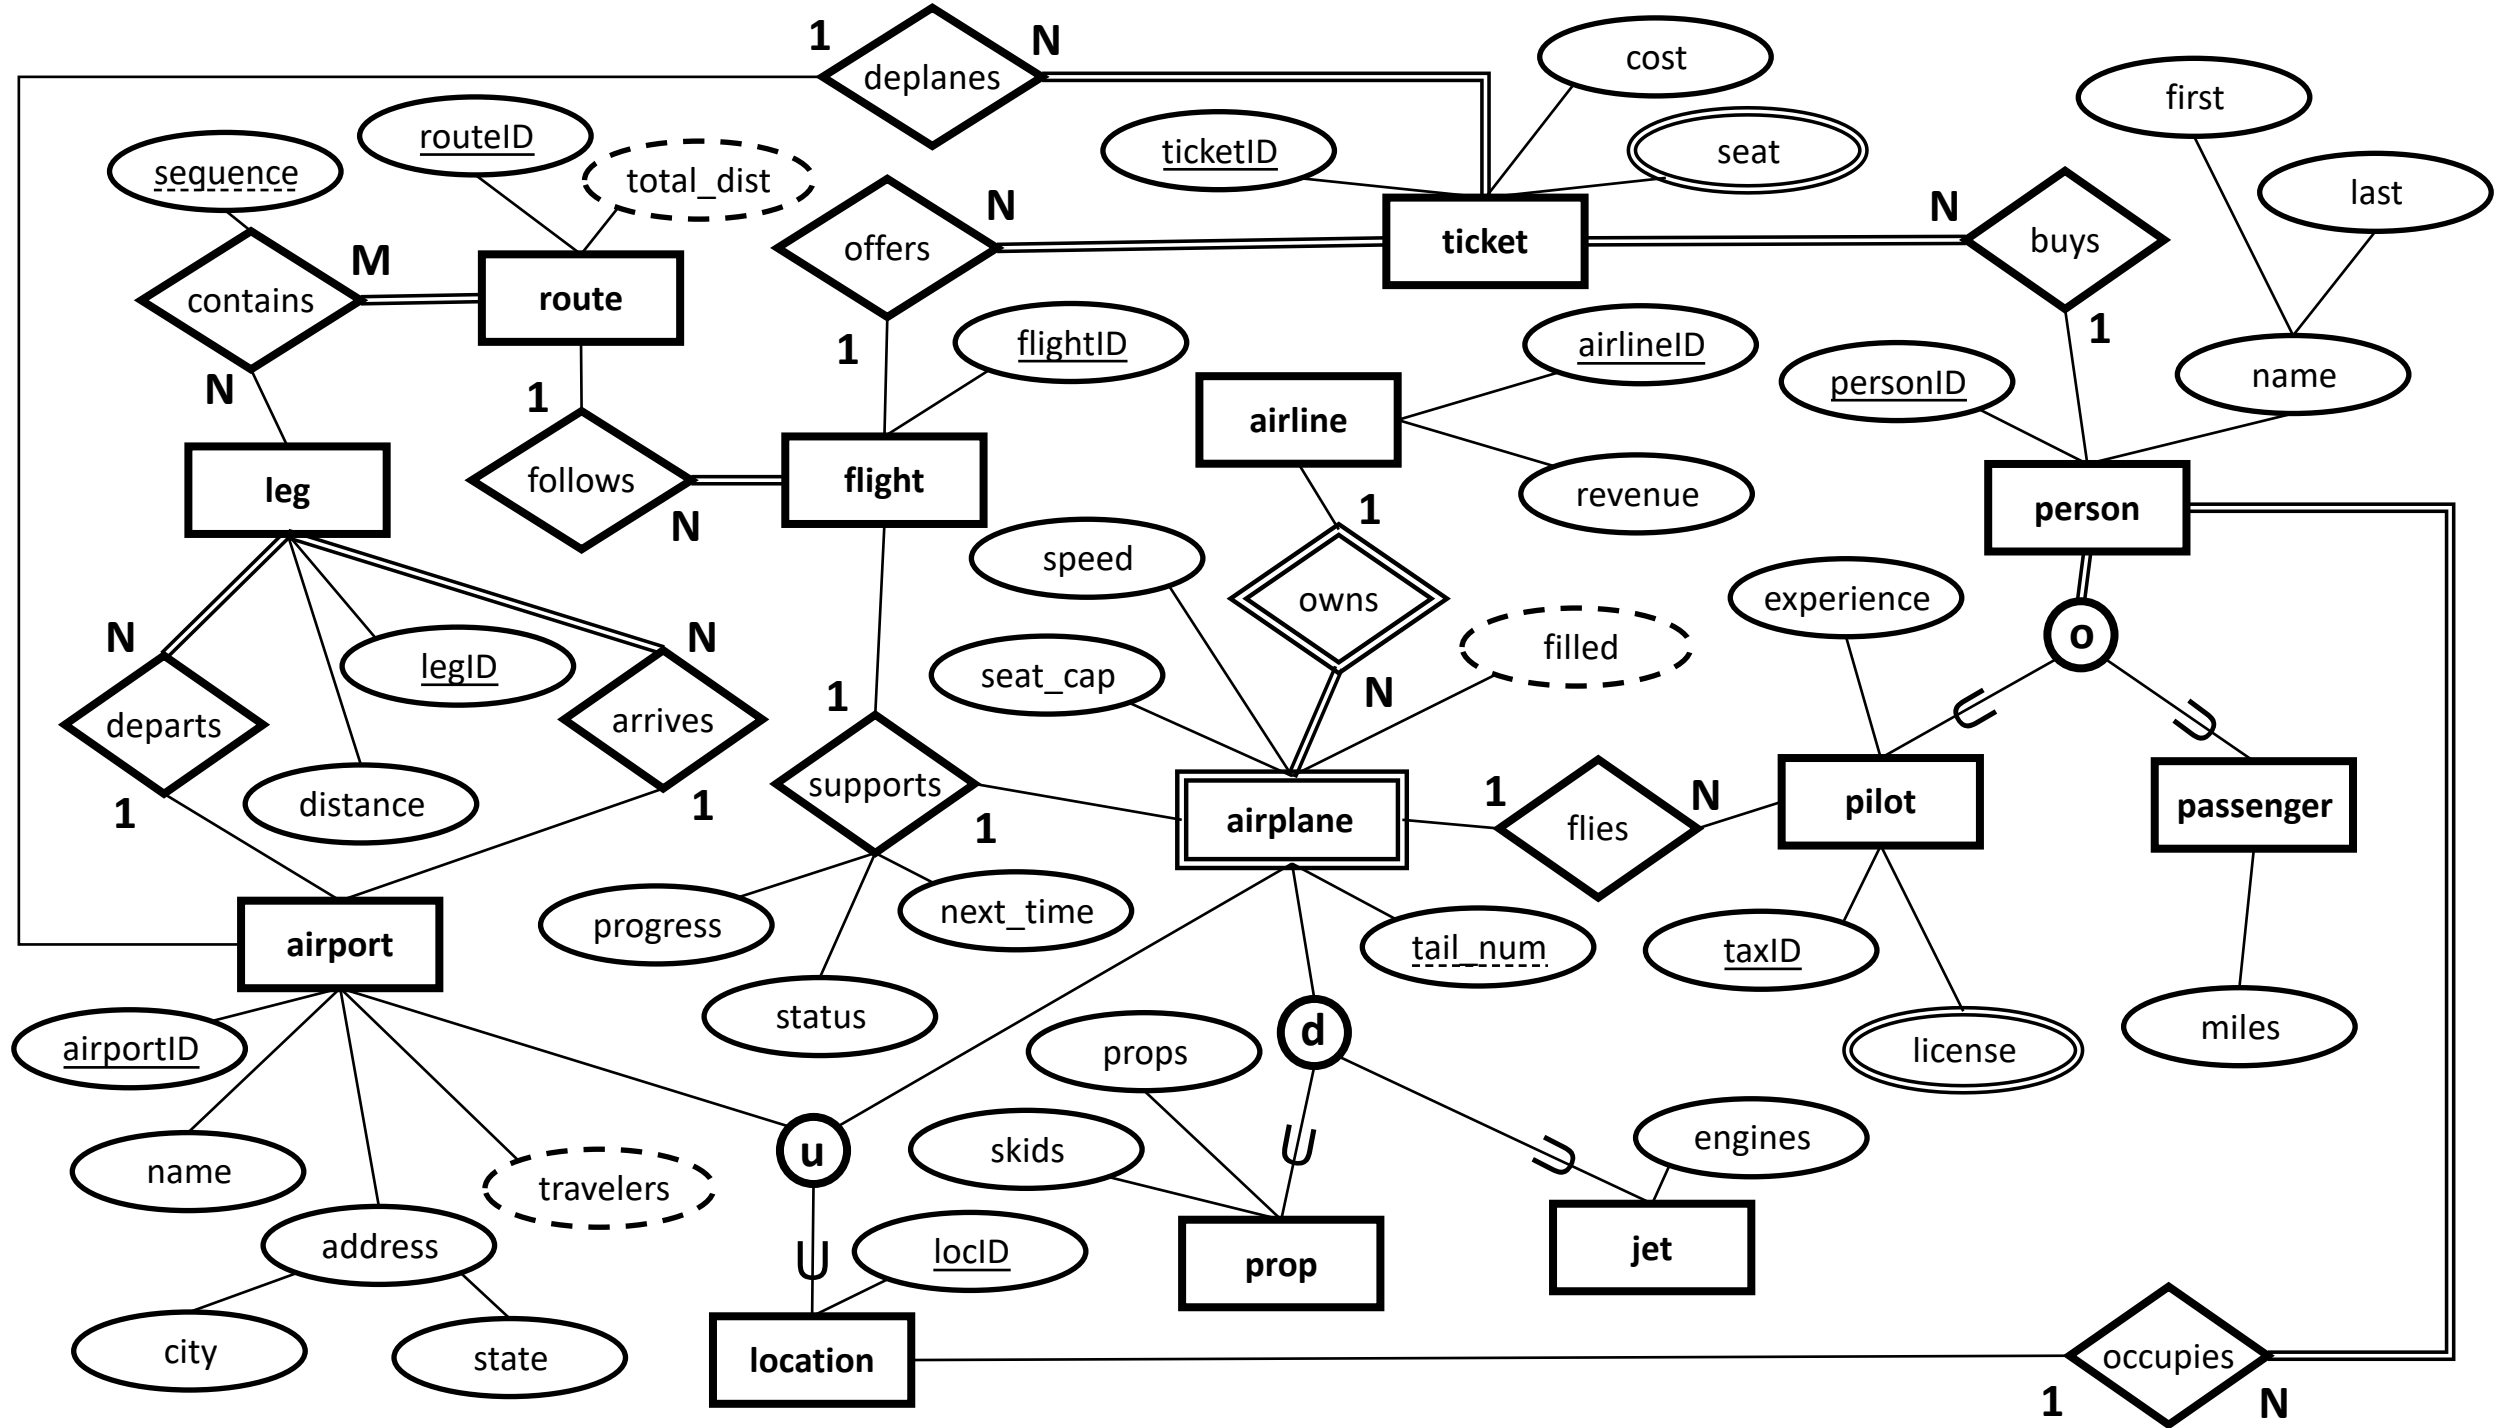 1
N
deplanes
cost
first
routeID
ticketID
seat
sequence
total_dist
last
N
N
offers
ticket
buys
M
contains
route
1
flightID
airlineID
1
personID
name
N
1
airline
leg
follows
flight
revenue
person
N
1
speed
owns
experience
N
N
legID
seat_cap
filled
o
1
N
departs
arrives
supports
1
N
pilot
passenger
1
distance
1
1
airplane
flies
progress
next_time
tail_num
taxID
airport
status
d
airportID
props
license
miles
name
travelers
u
skids
engines
address
locID
prop
jet
city
state
location
occupies
1
N